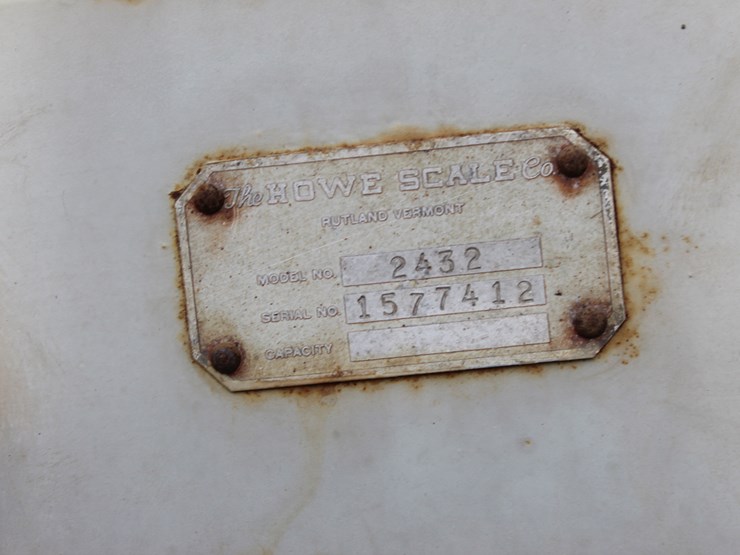 The HOWE SCALE Co.
RUTLAND VERMONT
MODEL NO. 2432
SERIAL NO. 1577412
CAPACITY